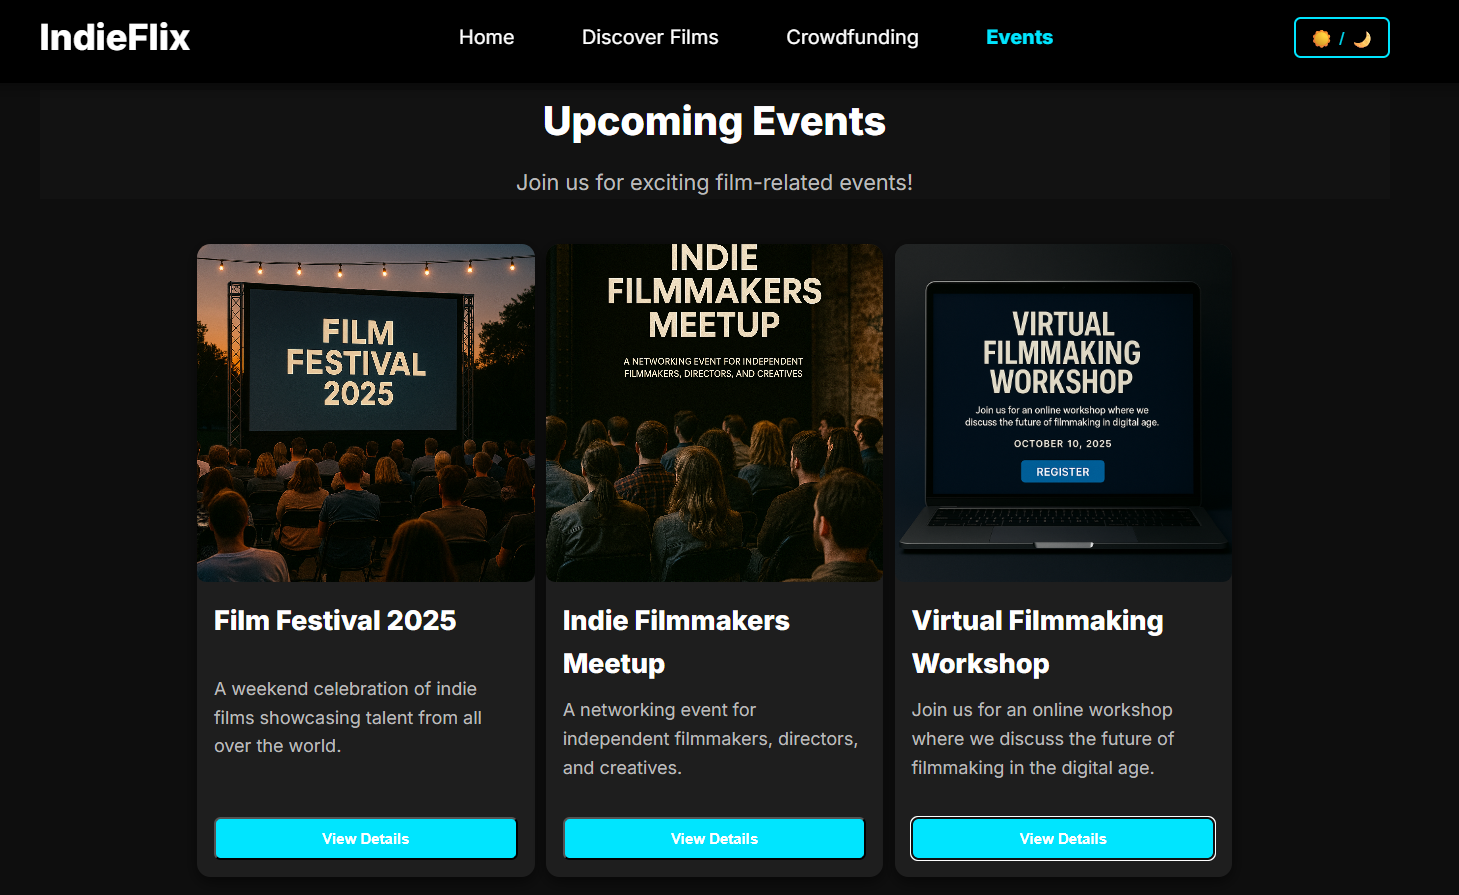 IndieFlix
Home
Discover Films
Crowdfunding
Events
/
Upcoming Events
Join us for exciting film-related events!
FILM
FESTIVAL
2025
Film Festival 2025
A weekend celebration of indie
films showcasing talent from all
over the world.
View Details
INDIE
FILMMAKERS
MEETUP
A NETWORKING EVENT FOR INDEPENDENT
FILMMAKERS, DIRECTORS, AND CREATIVES
Indie Filmmakers
Meetup
A networking event for
independent filmmakers, directors,
and creatives.
View Details
VIRTUAL
FILMMAKING
WORKSHOP
Join us for an online workshop where we
discuss the future of filmmaking in digital age.
OCTOBER 10, 2025
REGISTER
Virtual Filmmaking
Workshop
Join us for an online workshop
where we discuss the future of
filmmaking in the digital age.
View Details